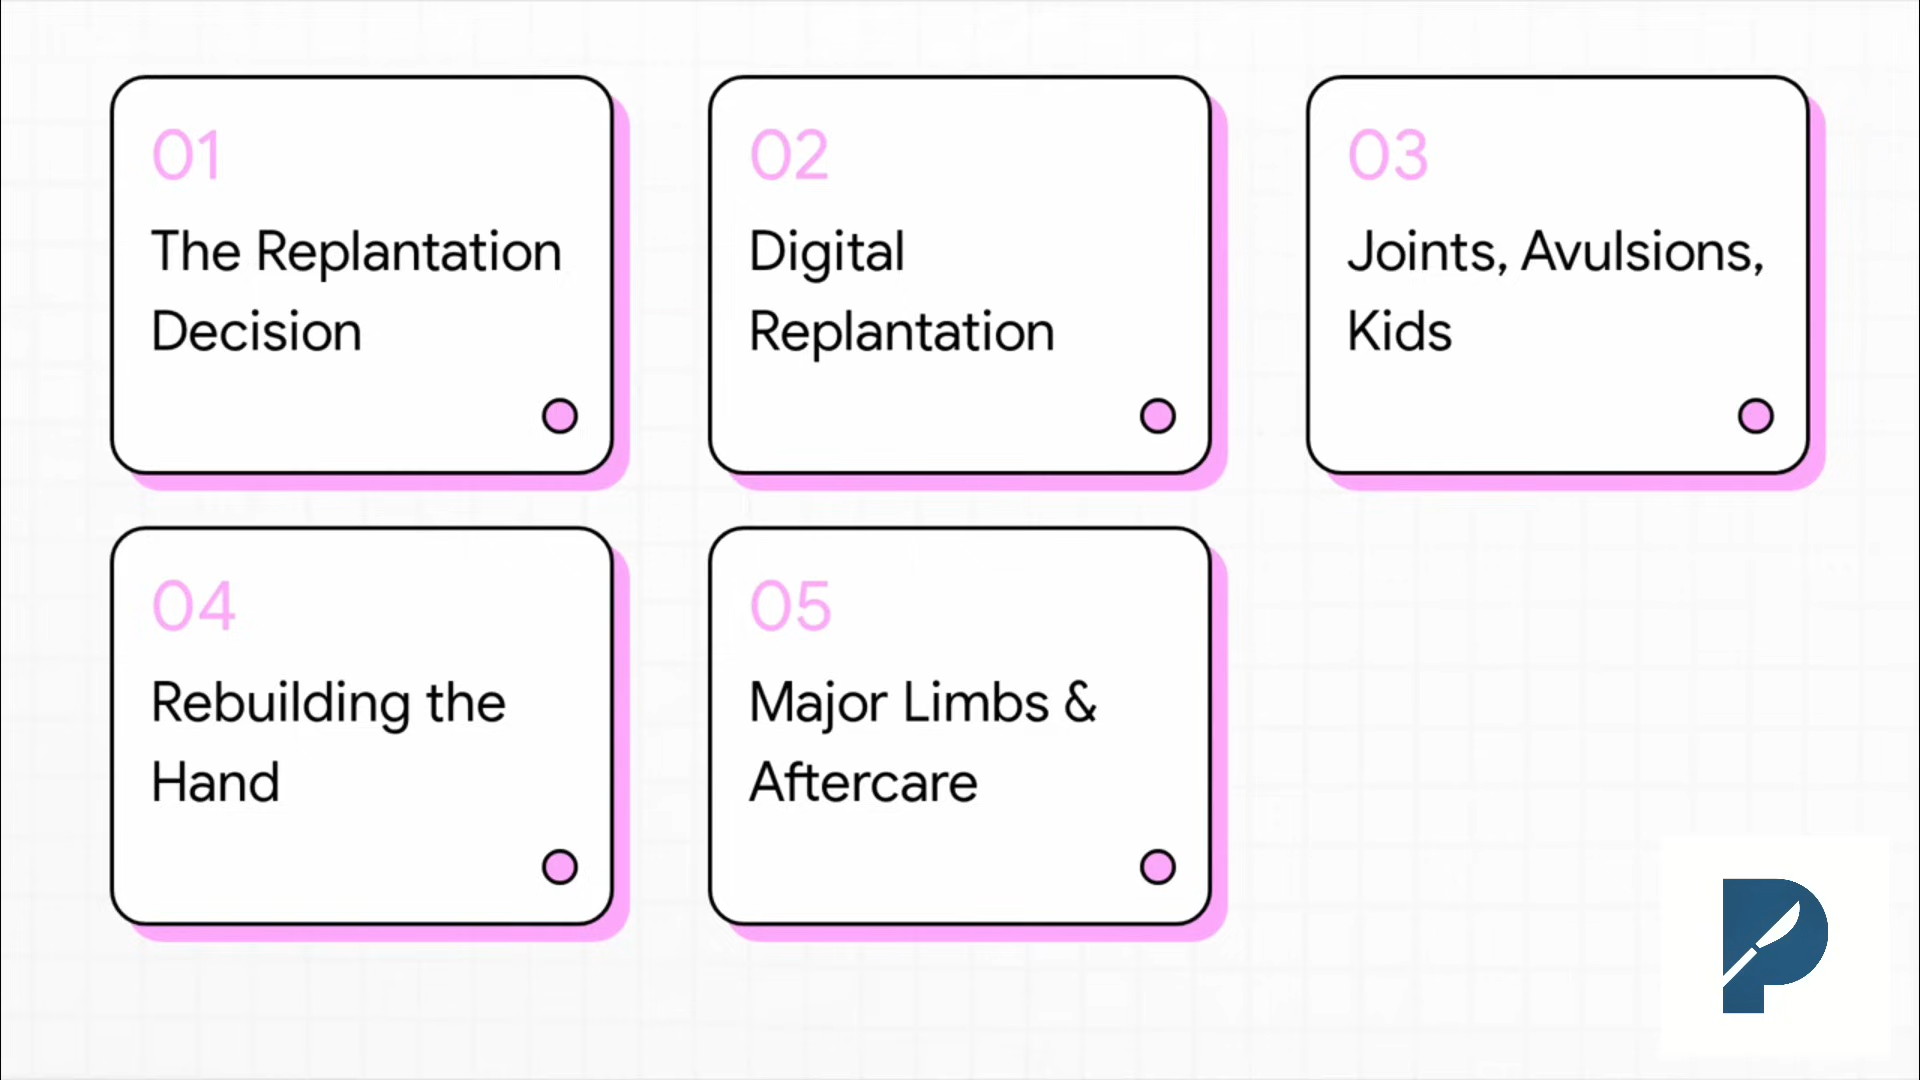 01
The Replantation
Decision
02
Digital
Replantation
03
Joints, Avulsions,
Kids
04
Rebuilding the
Hand
05
Major Limbs &
Aftercare
P